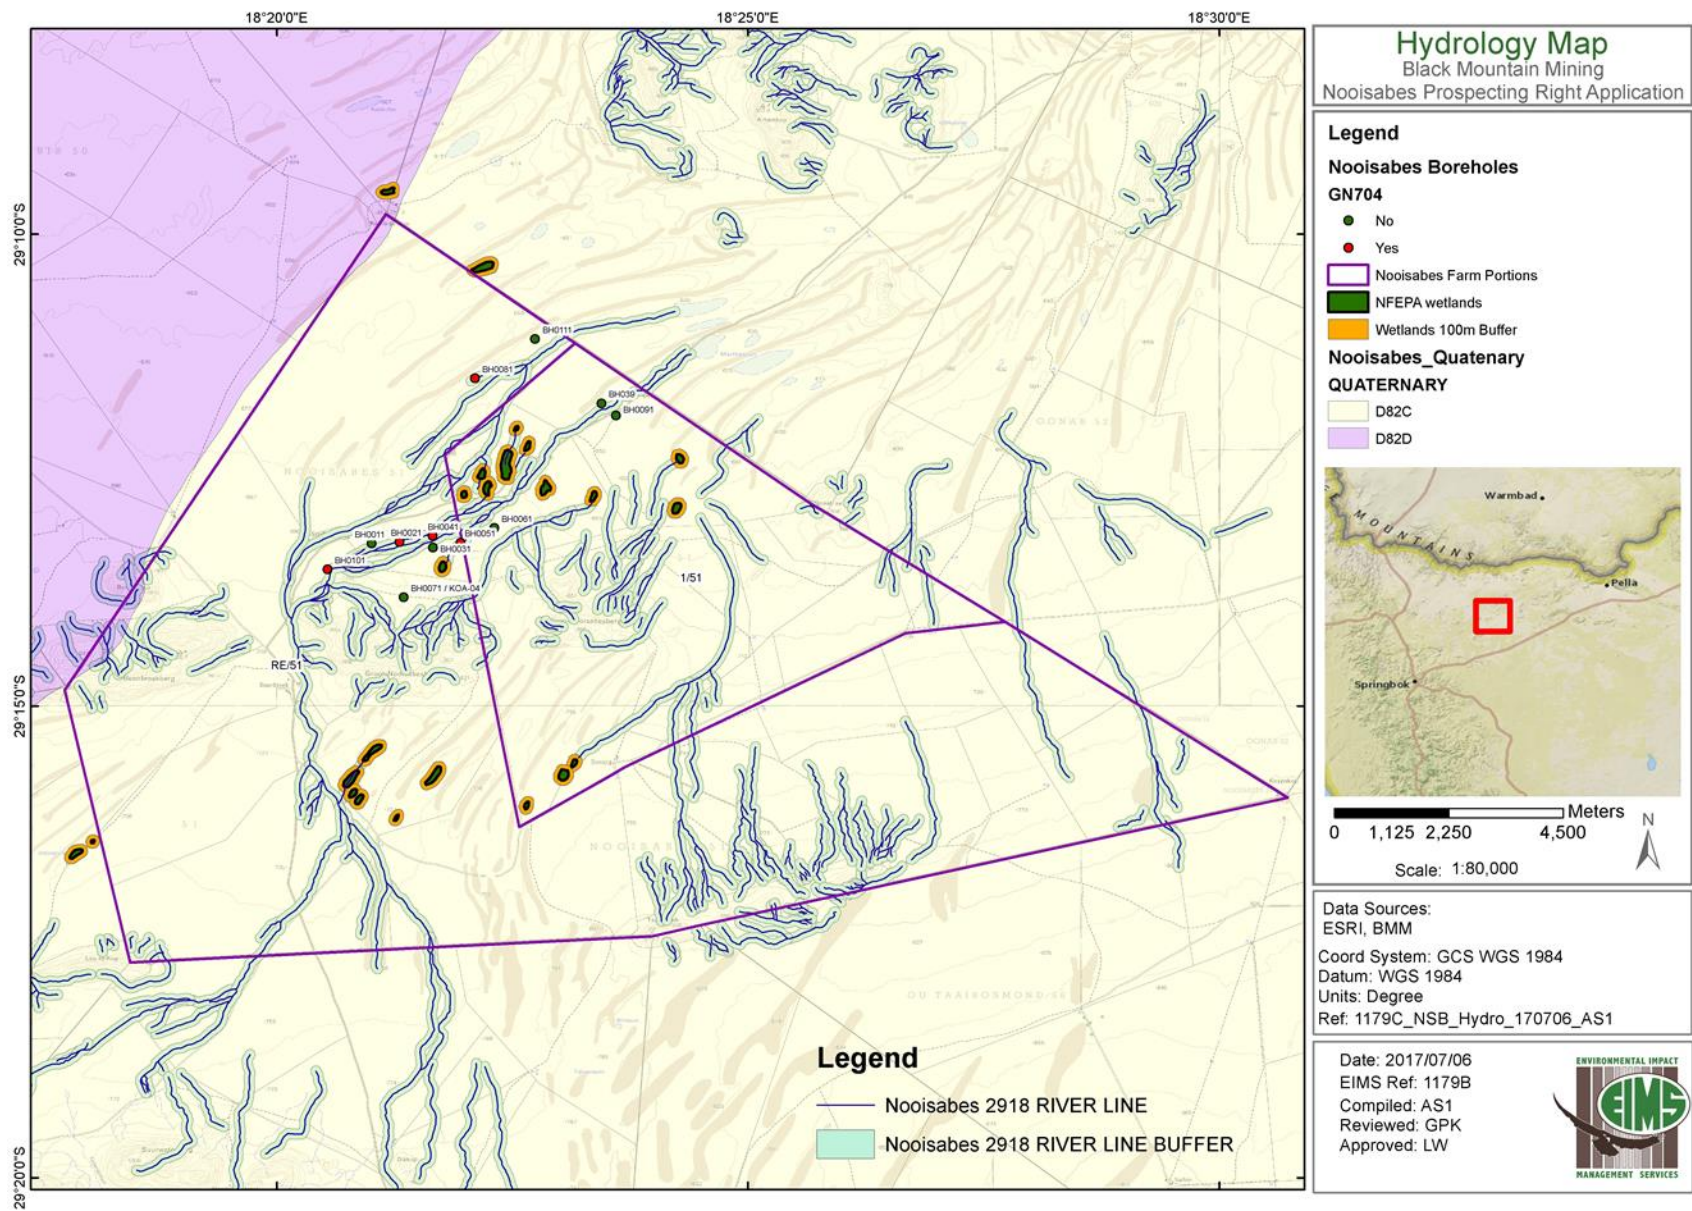 18°20'0"E
18°25'0"E
18°30'0"E
29°10'0"S
29°15'0"S
29°20'0"S
BH0111
BH0081
BH039
BH0091
BH0061
BH0041
BH0011
BH0021
BH0051
BH0031
BH0101
BH0071 / KOA-04
1/51
RE/51
NOOISABES 51
Legend
Nooisabes 2918 RIVER LINE
Nooisabes 2918 RIVER LINE BUFFER
Hydrology Map
Black Mountain Mining
Nooisabes Prospecting Right Application
Legend
Nooisabes Boreholes
GN704
No
Yes
Nooisabes Farm Portions
NFEPA wetlands
Wetlands 100m Buffer
Nooisabes_Quatenary
QUATERNARY
D82C
D82D
Warmbad
MOUNTAINS
Pella
Springbok
Meters
0 1,125 2,250 4,500
N
Scale: 1:80,000
Data Sources:
ESRI, BMM
Coord System: GCS WGS 1984
Datum: WGS 1984
Units: Degree
Ref: 1179C_NSB_Hydro_170706_AS1
Date: 2017/07/06
EIMS Ref: 1179B
Compiled: AS1
Reviewed: GPK
Approved: LW
ENVIRONMENTAL IMPACT
EIMS
MANAGEMENT SERVICES